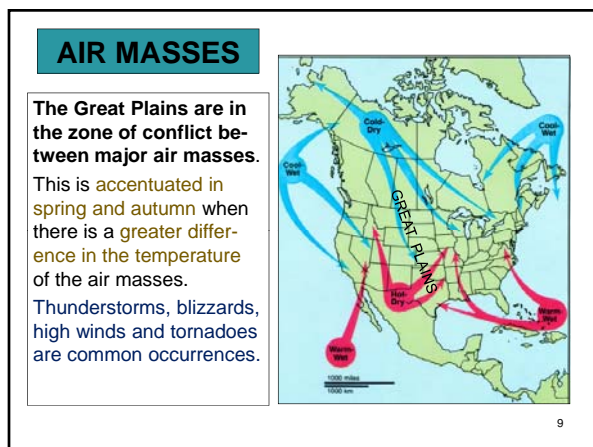 AIR MASSES
The Great Plains are in
the zone of conflict be-
tween major air masses.
This is accentuated in
spring and autumn when
there is a greater differ-
ence in the temperature
of the air masses.
Thunderstorms, blizzards,
high winds and tornadoes
are common occurrences.
Cold-
Dry
Cool-
Wet
Cool-
Wet
GREAT PLAINS
Hot-
Dry
Warm-
Wet
Warm-
Wet
1000 miles
1000 km
9